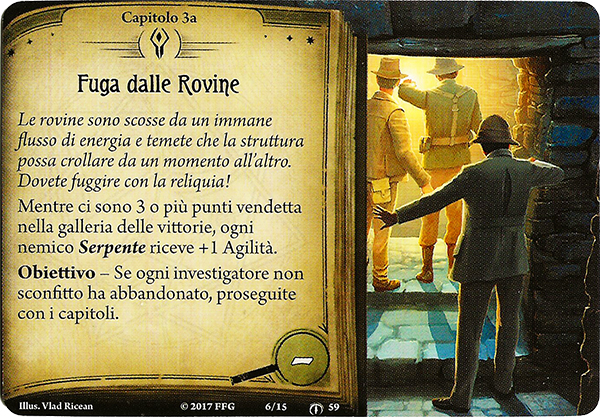 Capitolo 3a
Fuga dalle Rovine
Le rovine sono scosse da un immane
flusso di energia e temete che la struttura
possa crollare da un momento all'altro.
Dovete fuggire con la reliquia!
Mentre ci sono 3 o più punti vendetta
nella galleria delle vittorie, ogni
nemico Serpente riceve +1 Agilità.
Obiettivo – Se ogni investigatore non
sconfitto ha abbandonato, proseguite
con i capitoli.
–
Illus. Vlad Ricean © 2017 FFG 6/15 59